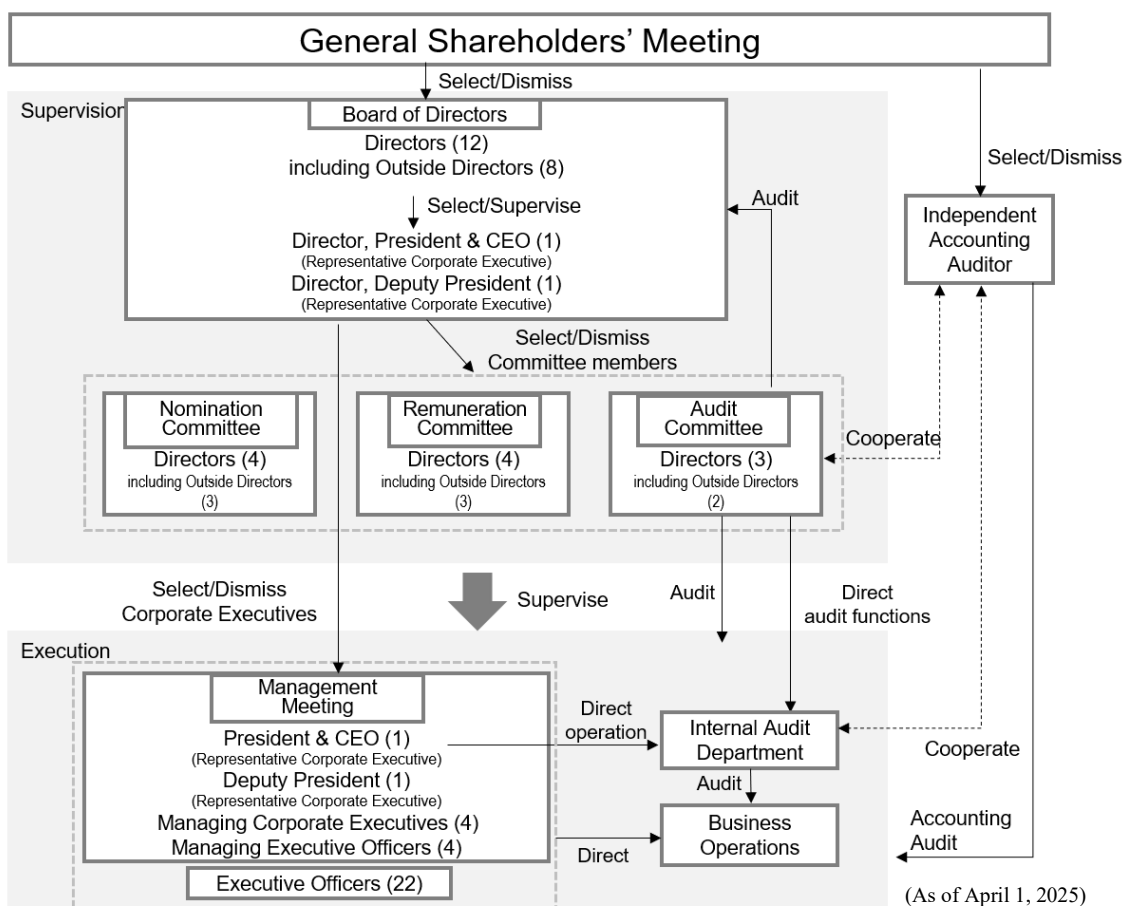 General Shareholders’ Meeting
Select/Dismiss
Supervision
Board of Directors
Directors (12)
including Outside Directors (8)
Select/Supervise
Director, President & CEO (1)
(Representative Corporate Executive)
Director, Deputy President (1)
(Representative Corporate Executive)
Audit
Select/Dismiss
Independent
Accounting
Auditor
Select/Dismiss
Committee members
Nomination
Committee
Directors (4)
including Outside Directors
(3)
Remuneration
Committee
Directors (4)
including Outside Directors
(3)
Audit
Committee
Directors (3)
including Outside Directors
(2)
Cooperate
Select/Dismiss
Corporate Executives
Supervise
Audit
Direct
audit functions
Execution
Management
Meeting
President & CEO (1)
(Representative Corporate Executive)
Deputy President (1)
(Representative Corporate Executive)
Managing Corporate Executives (4)
Managing Executive Officers (4)
Executive Officers (22)
Direct
operation
Internal Audit
Department
Audit
Direct
Business
Operations
Cooperate
Accounting
Audit
(As of April 1, 2025)